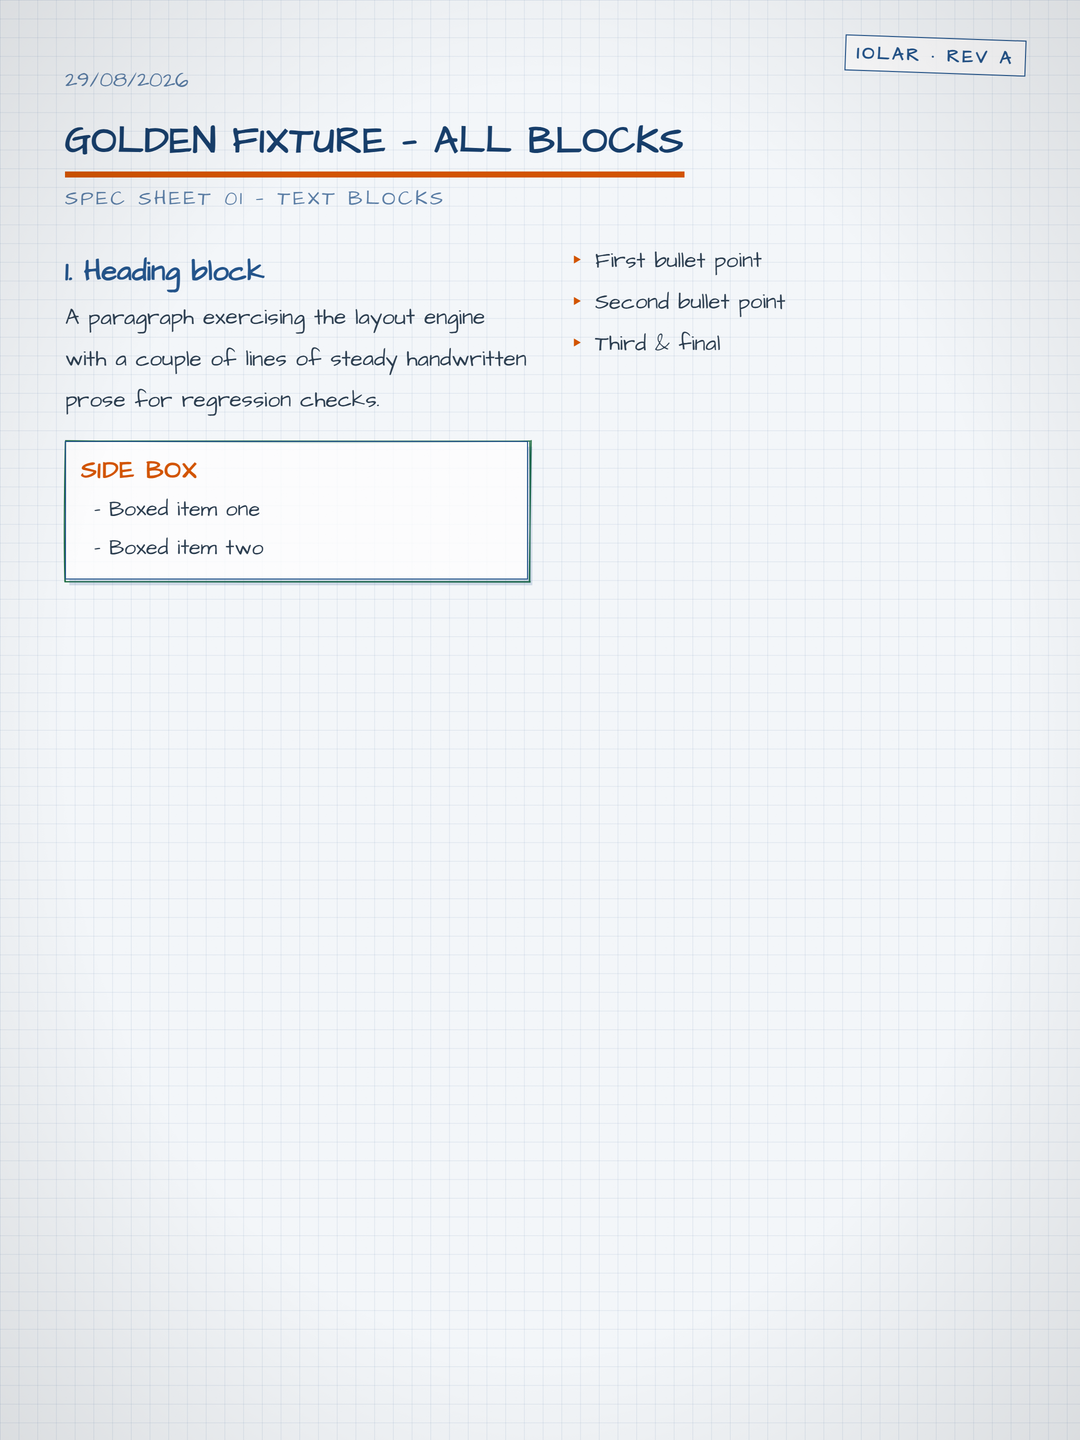 IOLAR · REV A
29/08/2026
GOLDEN FIXTURE - ALL BLOCKS
SPEC SHEET 01 - TEXT BLOCKS
1. Heading block
A paragraph exercising the layout engine
with a couple of lines of steady handwritten
prose for regression checks.
SIDE BOX
- Boxed item one
- Boxed item two
▸ First bullet point
▸ Second bullet point
▸ Third & final